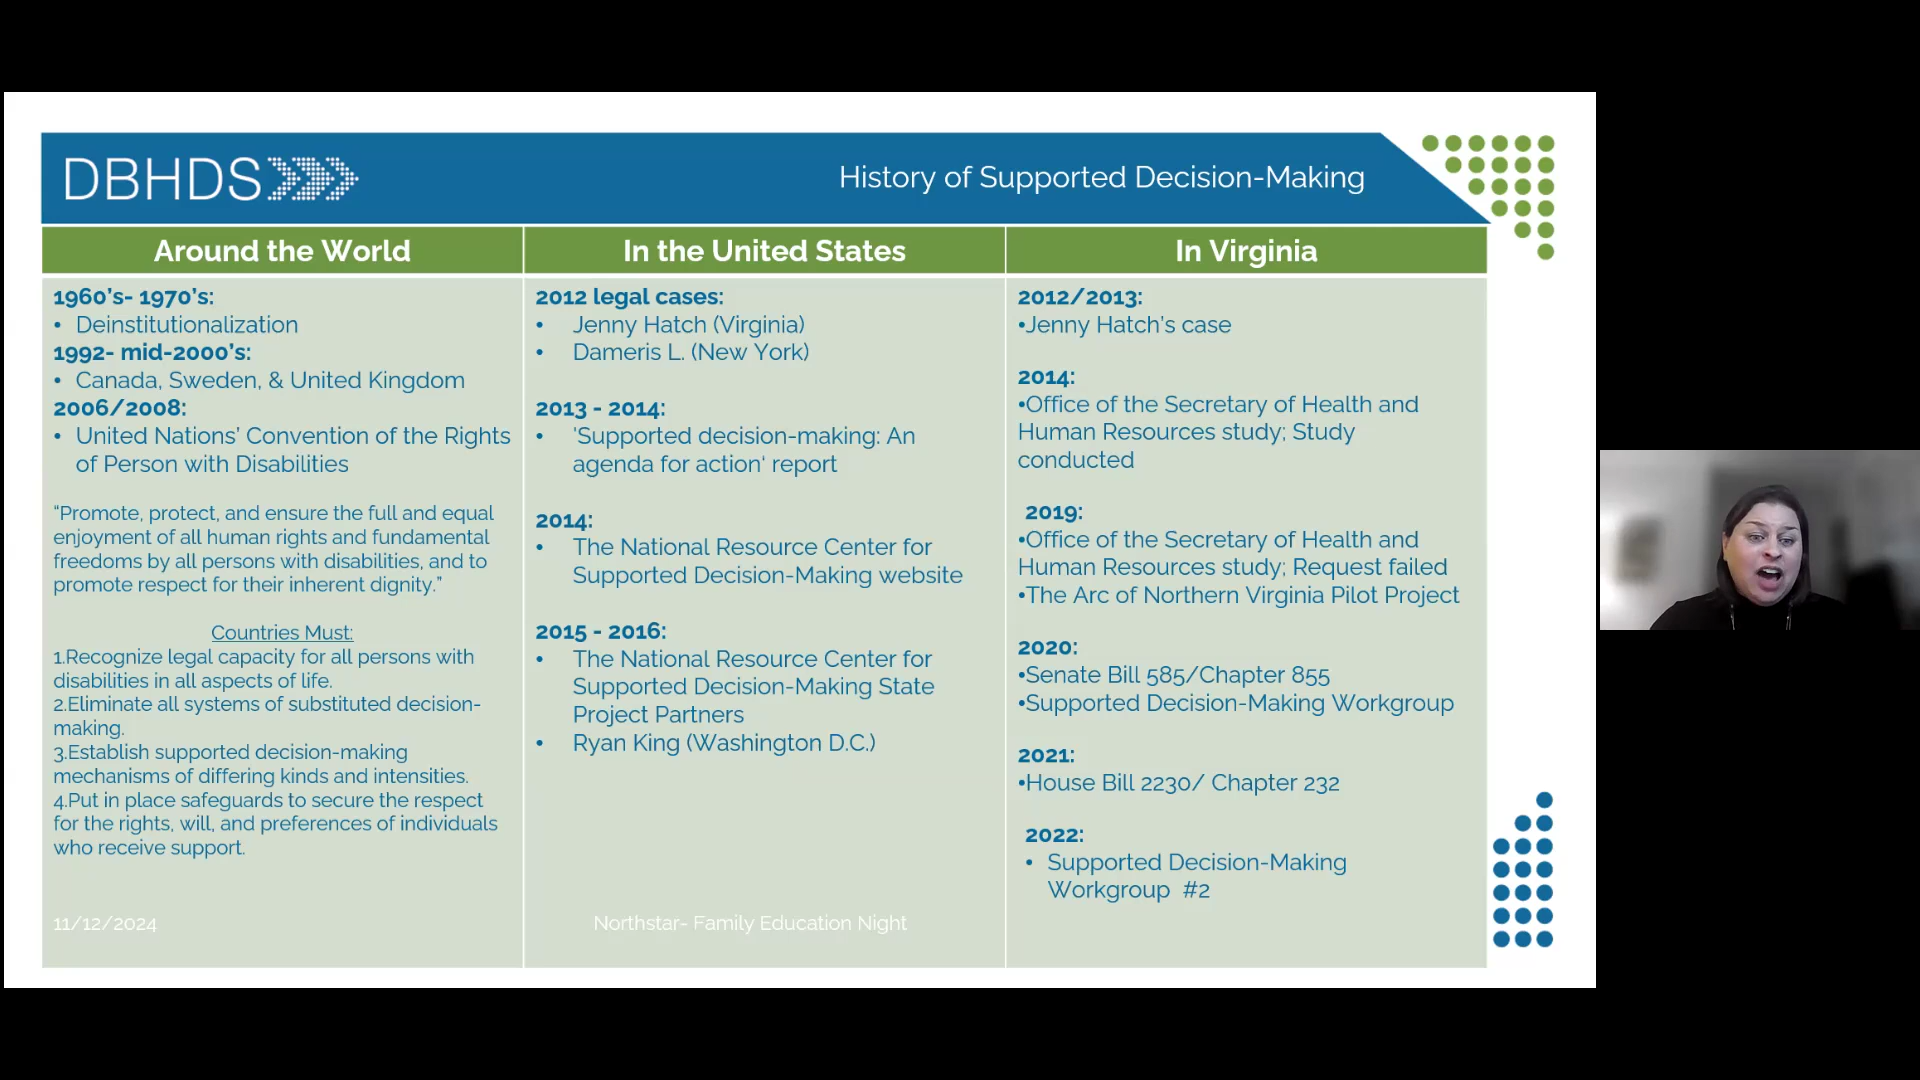 DBHDS
History of Supported Decision-Making
Around the World
1960's- 1970's:
• Deinstitutionalization
1992- mid-2000's:
• Canada, Sweden, & United Kingdom
2006/2008:
• United Nations' Convention of the Rights
of Person with Disabilities
“Promote, protect, and ensure the full and equal
enjoyment of all human rights and fundamental
freedoms by all persons with disabilities, and to
promote respect for their inherent dignity.”
Countries Must:
1.Recognize legal capacity for all persons with
disabilities in all aspects of life.
2.Eliminate all systems of substituted decision-
making.
3.Establish supported decision-making
mechanisms of differing kinds and intensities.
4.Put in place safeguards to secure the respect
for the rights, will, and preferences of individuals
who receive support.
11/12/2024
In the United States
2012 legal cases:
• Jenny Hatch (Virginia)
• Dameris L. (New York)
2013 - 2014:
• 'Supported decision-making: An
agenda for action‘ report
2014:
• The National Resource Center for
Supported Decision-Making website
2015 - 2016:
• The National Resource Center for
Supported Decision-Making State
Project Partners
• Ryan King (Washington D.C.)
Northstar- Family Education Night
In Virginia
2012/2013:
•Jenny Hatch's case
2014:
•Office of the Secretary of Health and
Human Resources study; Study
conducted
2019:
•Office of the Secretary of Health and
Human Resources study; Request failed
•The Arc of Northern Virginia Pilot Project
2020:
•Senate Bill 585/Chapter 855
•Supported Decision-Making Workgroup
2021:
•House Bill 2230/ Chapter 232
2022:
• Supported Decision-Making
Workgroup #2